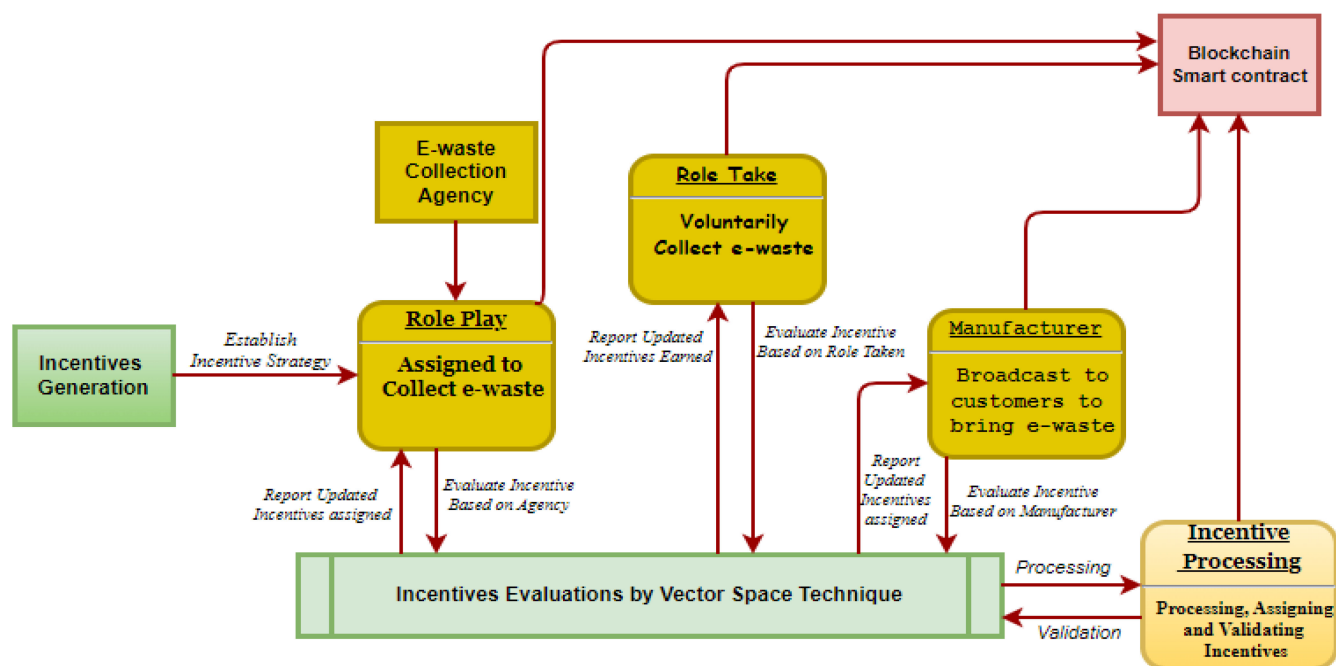 Blockchain
Smart contract
E-waste
Collection
Agency
Role Take
Voluntarily
Collect e-waste
Incentives
Generation
Establish
Incentive Strategy
Role Play
Assigned to
Collect e-waste
Report Updated
Incentives Earned
Evaluate Incentive
Based on Role Taken
Manufacturer
Broadcast to
customers to
bring e-waste
Report Updated
Incentives assigned
Evaluate Incentive
Based on Agency
Report
Updated
Incentives
assigned
Evaluate Incentive
Based on Manufacturer
Incentives Evaluations by Vector Space Technique
Processing
Validation
Incentive
Processing
Processing, Assigning
and Validating
Incentives